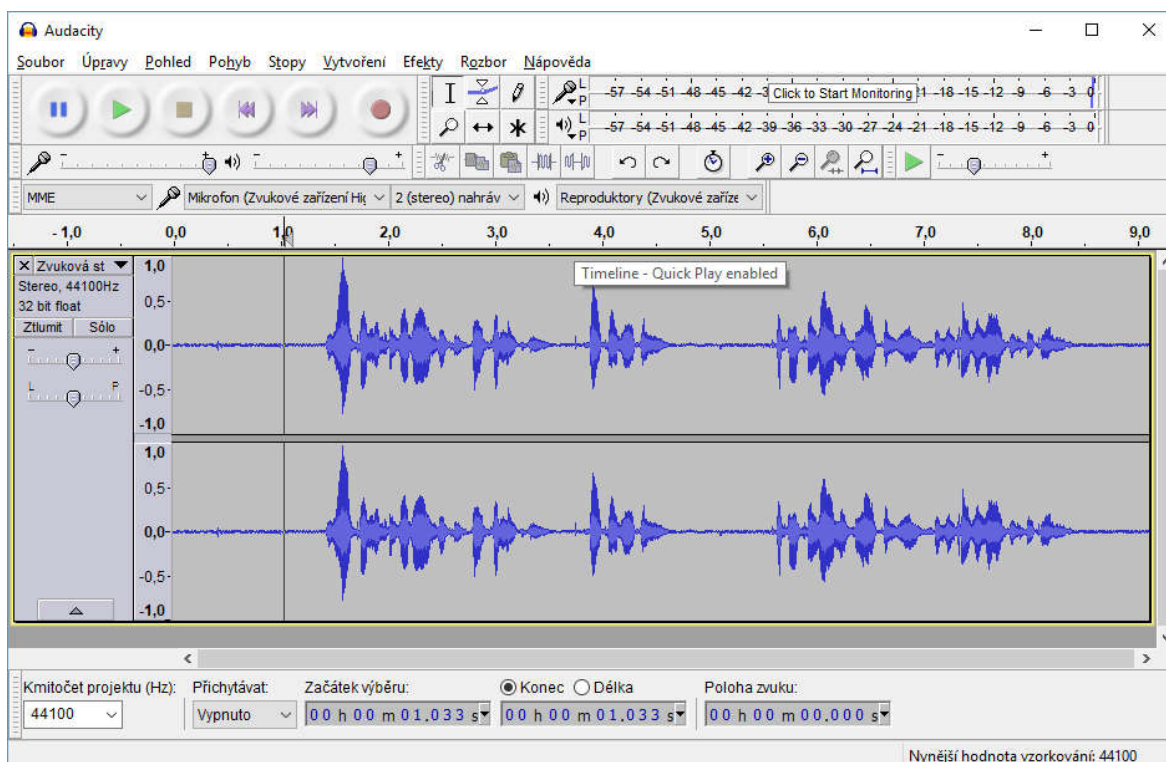 Audacity
Soubor Úpravy Pohled Pohyb Stopy Vytvoření Efekty Rozbor Nápověda
L
P
-57 -54 -51 -48 -45 -42 -3 Click to Start Monitoring 21 -18 -15 -12 -9 -6 -3 0
L
P
-57 -54 -51 -48 -45 -42 -39 -36 -33 -30 -27 -24 -21 -18 -15 -12 -9 -6 -3 0
MME Mikrofon (Zvukové zařízení Hig 2 (stereo) nahráv Reproduktory (Zvukové zaříze
-1,0 0,0 1,0 2,0 3,0 4,0 5,0 6,0 7,0 8,0 9,0
Zvuková st 1,0
Timeline - Quick Play enabled
Stereo, 44100Hz
32 bit float 0,5-
Ztlumit Sólo
- + 0,0-
L P -0,5-
-1,0
1,0
0,5-
0,0-
-0,5-
-1,0
Kmitočet projektu (Hz): Přichytávat: Začátek výběru: Konec Délka Poloha zvuku:
44100 Vypnuto 00 h 00 m 01.033 s 00 h 00 m 01.033 s 00 h 00 m 00.000 s
Nynější hodnota vzorkování: 44100